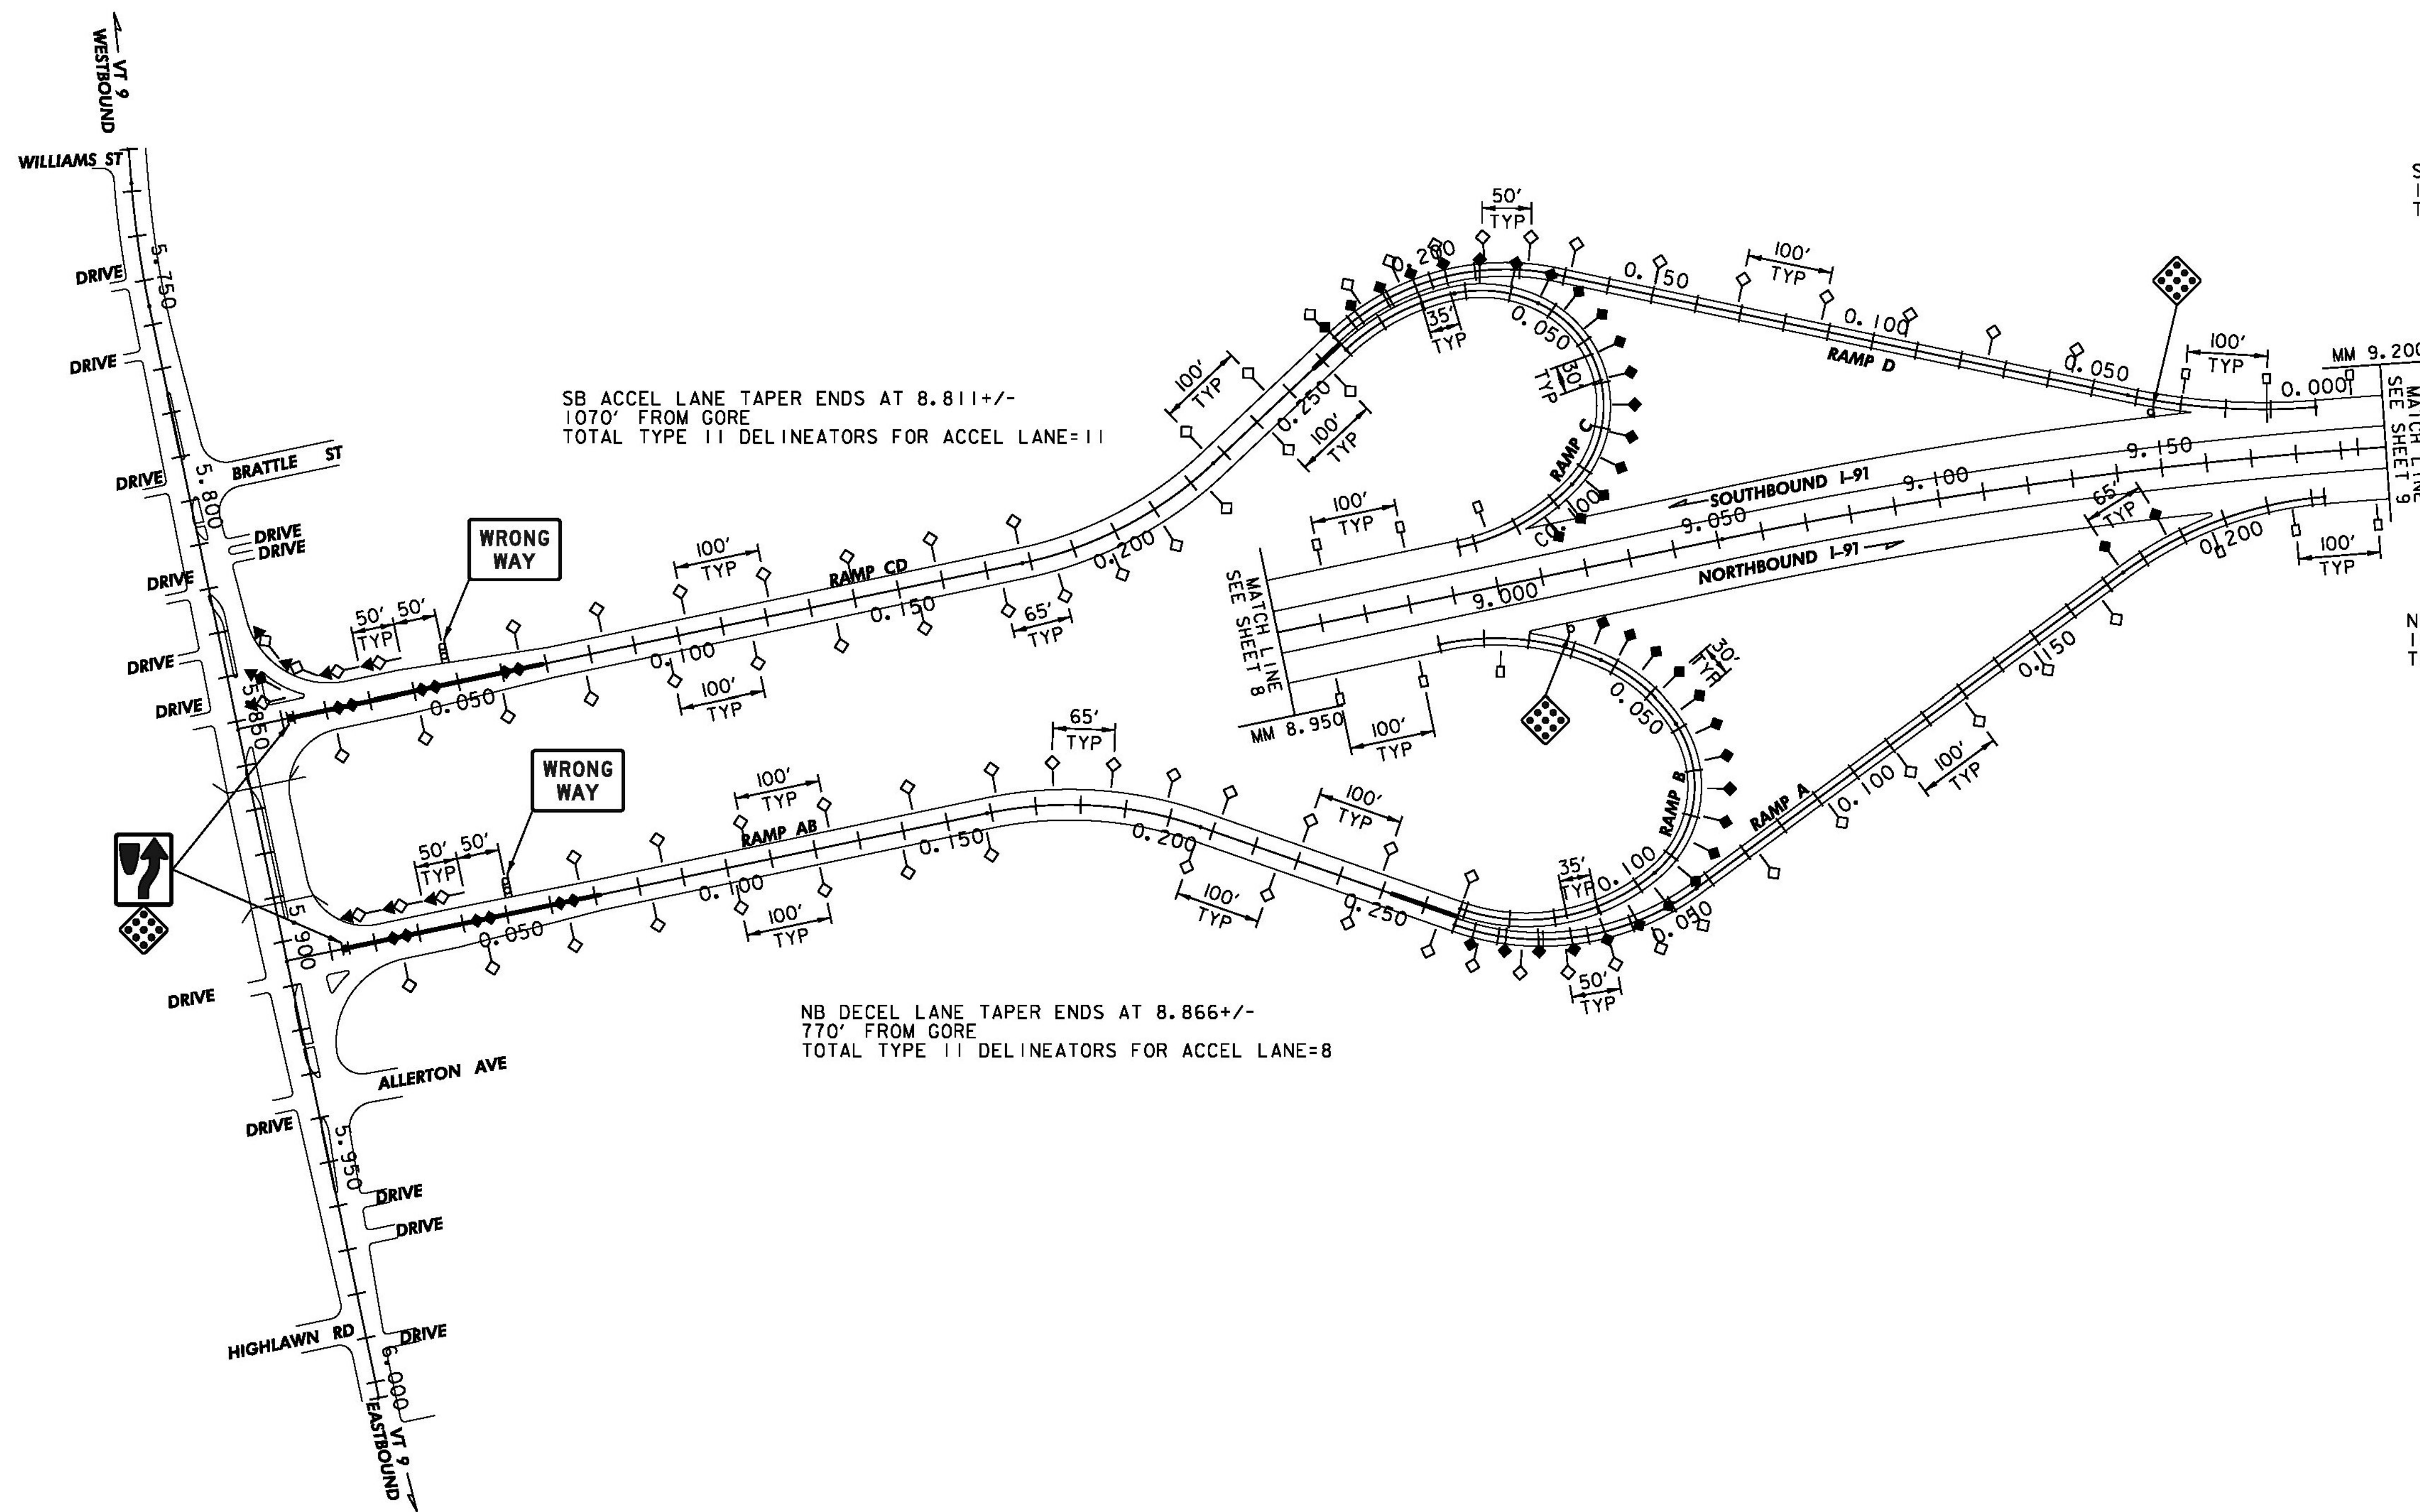 VT 9
WESTBOUND
WILLIAMS ST
5.750
DRIVE
DRIVE
DRIVE
BRATTLE ST
5.800
DRIVE
DRIVE
DRIVE
DRIVE
DRIVE
5.850
SB ACCEL LANE TAPER ENDS AT 8.811+/-
1070' FROM GORE
TOTAL TYPE II DELINEATORS FOR ACCEL LANE=11
WRONG
WAY
50'
TYP
50'
100'
TYP
RAMP CD
0.050
0.100
100'
TYP
0.150
65'
TYP
0.200
100'
TYP
0.250
100'
TYP
0.200
50'
TYP
35'
TYP
0.050
30'
TYP
RAMP C
0.100
CD
0.150
100'
TYP
0.100
RAMP D
0.050
100'
TYP
0.000
MM 9.200
MATCH LINE
SEE SHEET 9
100'
TYP
SOUTHBOUND I-91
9.000
9.050
9.100
9.150
NORTHBOUND I-91
MATCH LINE
SEE SHEET 8
MM 8.950
100'
TYP
65'
TYP
0.200
100'
TYP
0.150
30'
TYP
0.050
RAMP B
0.100
RAMP A
0.100
100'
TYP
35'
TYP
0.050
50'
TYP
WRONG
WAY
50'
TYP
50'
100'
TYP
RAMP AB
65'
TYP
0.050
0.100
100'
TYP
0.150
0.200
100'
TYP
100'
TYP
0.250
NB DECEL LANE TAPER ENDS AT 8.866+/-
770' FROM GORE
TOTAL TYPE II DELINEATORS FOR ACCEL LANE=8
5.900
DRIVE
ALLERTON AVE
DRIVE
5.950
DRIVE
DRIVE
HIGHLAWN RD
DRIVE
6.000
VT 9
EASTBOUND
S
I
T
N
I
T